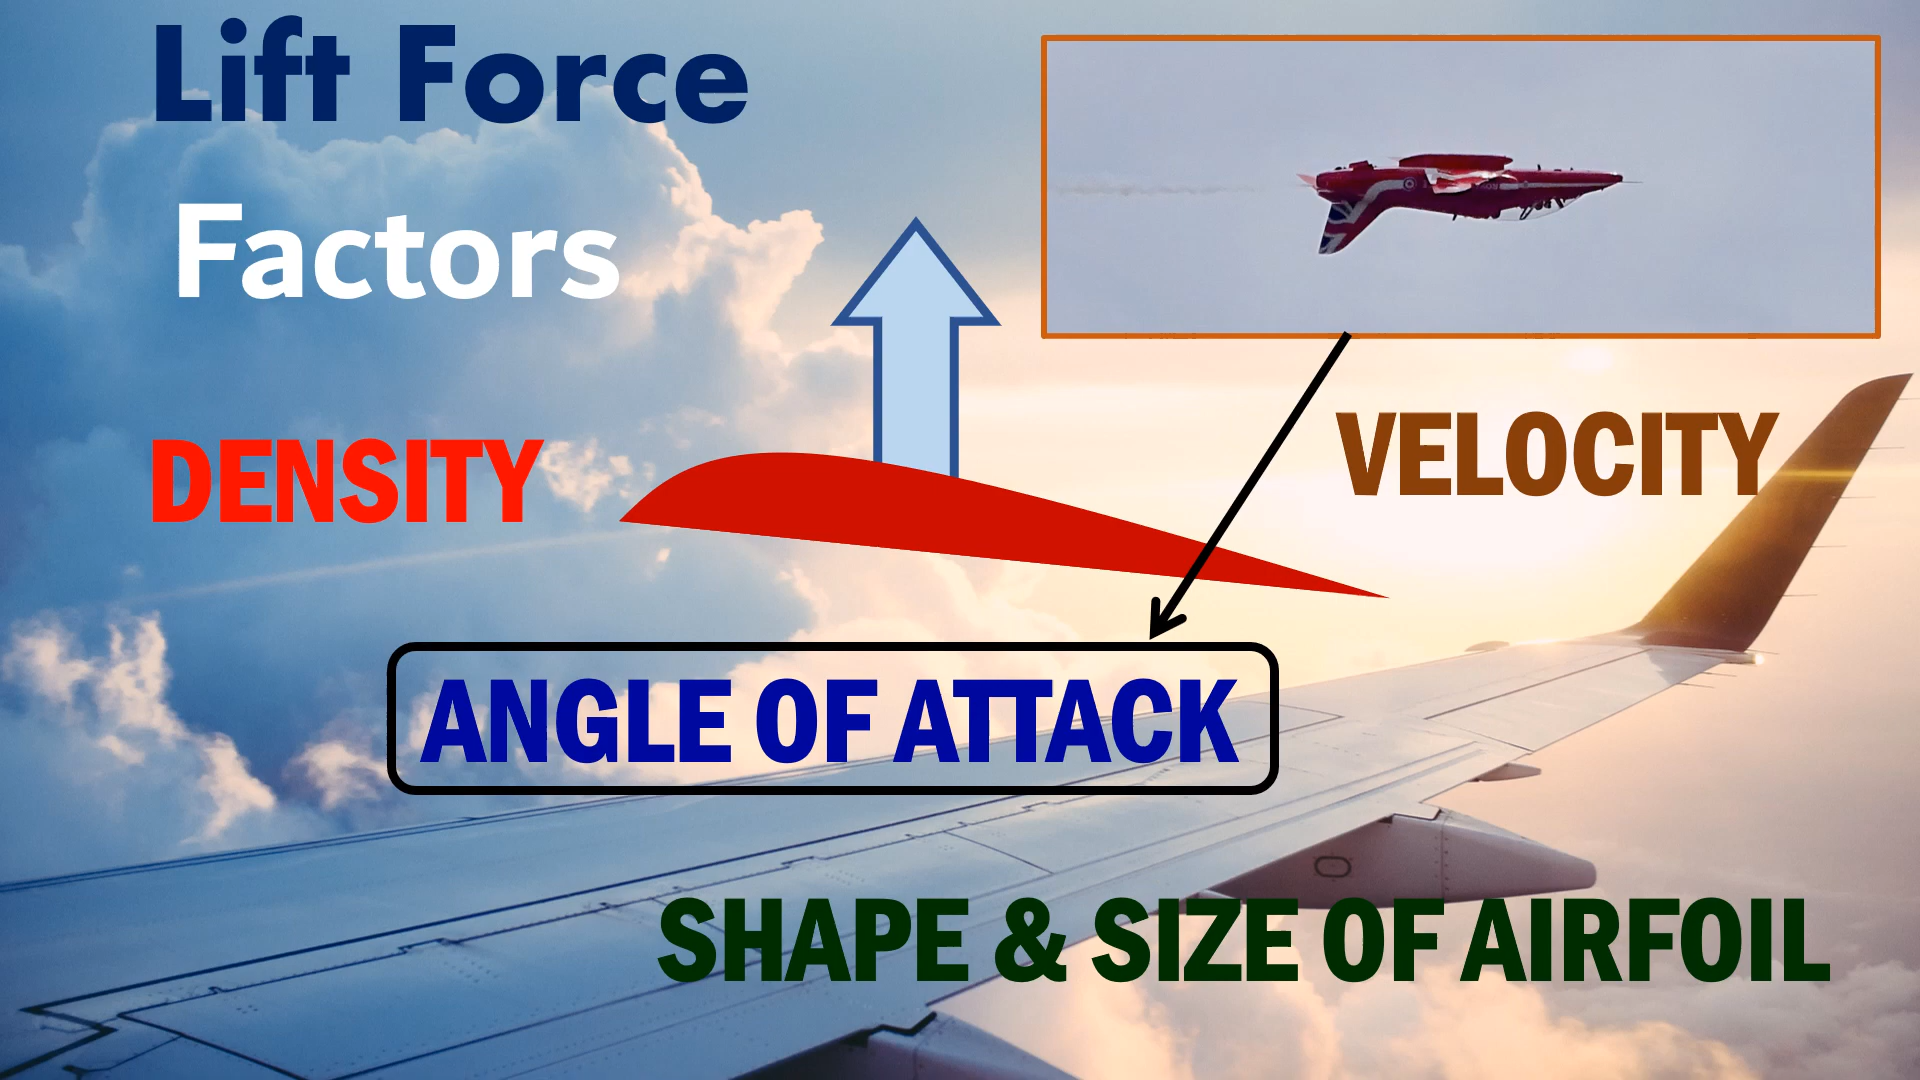 Lift Force
Factors
DENSITY
VELOCITY
ANGLE OF ATTACK
SHAPE & SIZE OF AIRFOIL